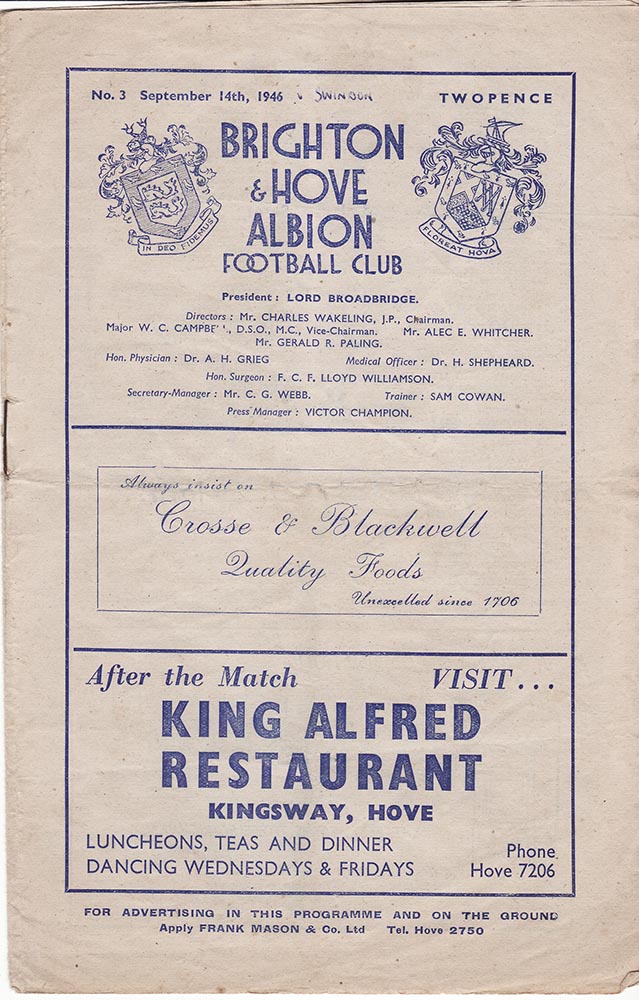 No. 3 September 14th, 1946 v SWINDON TWOPENCE
BRIGHTON
& HOVE
ALBION
FOOTBALL CLUB
IN DEO FIDEMUS
FLOREAT HOVA
President : LORD BROADBRIDGE.
Directors : Mr. CHARLES WAKELING, J.P., Chairman.
Major W. C. D.S.O., M.C., Vice-Chairman. Mr. ALEC E. WHITCHER.
Mr. GERALD R. PALING.
Hon. Physician : Dr. A. H. GRIEG Medical Officer : Dr. H. SHEPHEARD.
Hon. Surgeon : F. C. F. LLOYD WILLIAMSON.
Secretary-Manager : Mr. C. G. WEBB. Trainer : SAM COWAN.
Press Manager : VICTOR CHAMPION.
Always insist on
Crosse & Blackwell
Quality Foods
Unexcelled since 1706
After the Match VISIT . . .
KING ALFRED
RESTAURANT
KINGSWAY, HOVE
LUNCHEONS, TEAS AND DINNER
DANCING WEDNESDAYS & FRIDAYS
Phone
Hove 7206
FOR ADVERTISING IN THIS PROGRAMME AND ON THE GROUND
Apply FRANK MASON & Co. Ltd Tel. Hove 2750